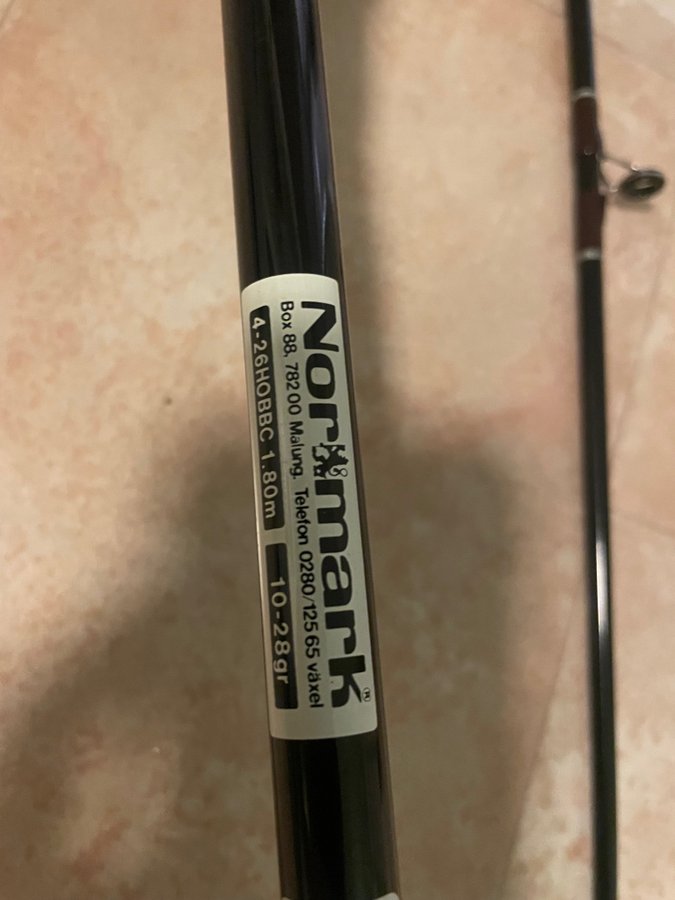 Normark®
Box 88, 782 00 Malung. Telefon 0280/125 65 växel
4-26HOBBC 1.80m 10-28gr